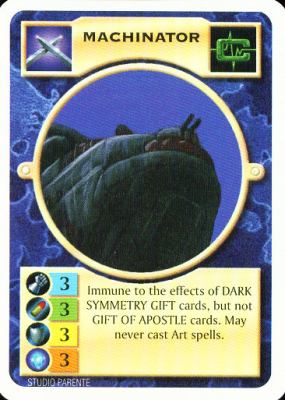 MACHINATOR
3
3
3
3
Immune to the effects of DARK
SYMMETRY GIFT cards, but not
GIFT OF APOSTLE cards. May
never cast Art spells.
STUDIO PARENTE